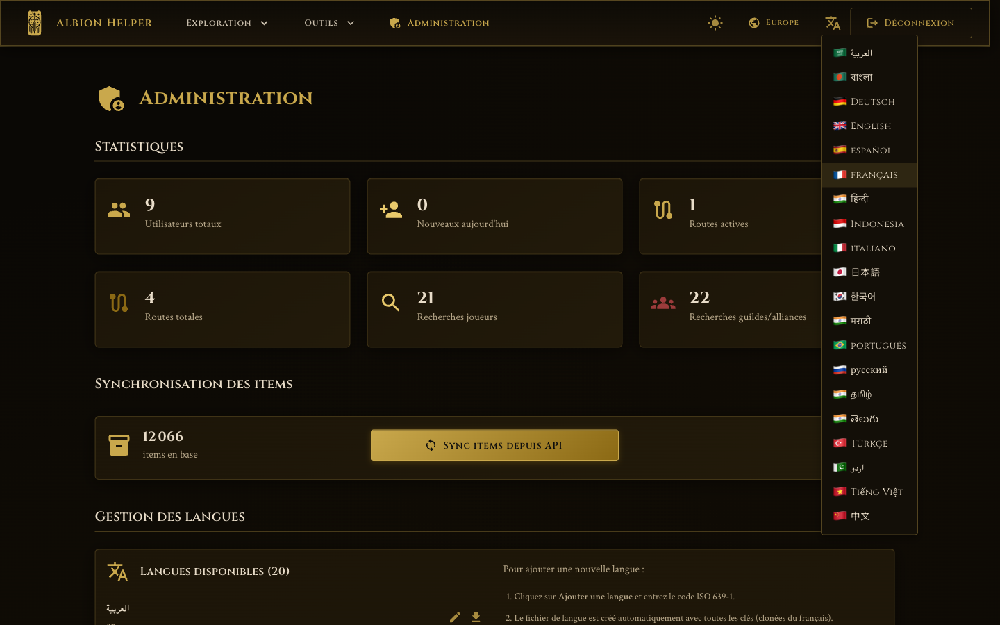 Albion Helper
Exploration
Outils
Administration
Europe
Déconnexion
العربية
বাংলা
Deutsch
English
español
français
हिन्दी
Indonesia
italiano
日本語
한국어
मराठी
português
русский
தமிழ்
తెలుగు
Türkçe
اردو
Tiếng Việt
中文
Administration
Statistiques
9
Utilisateurs totaux
0
Nouveaux aujourd'hui
1
Routes actives
4
Routes totales
21
Recherches joueurs
22
Recherches guildes/alliances
Synchronisation des items
12 066
items en base
Sync items depuis API
Gestion des langues
Langues disponibles (20)
العربية
Pour ajouter une nouvelle langue :
1. Cliquez sur Ajouter une langue et entrez le code ISO 639-1.
2. Le fichier de langue est créé automatiquement avec toutes les clés (clonées du français).